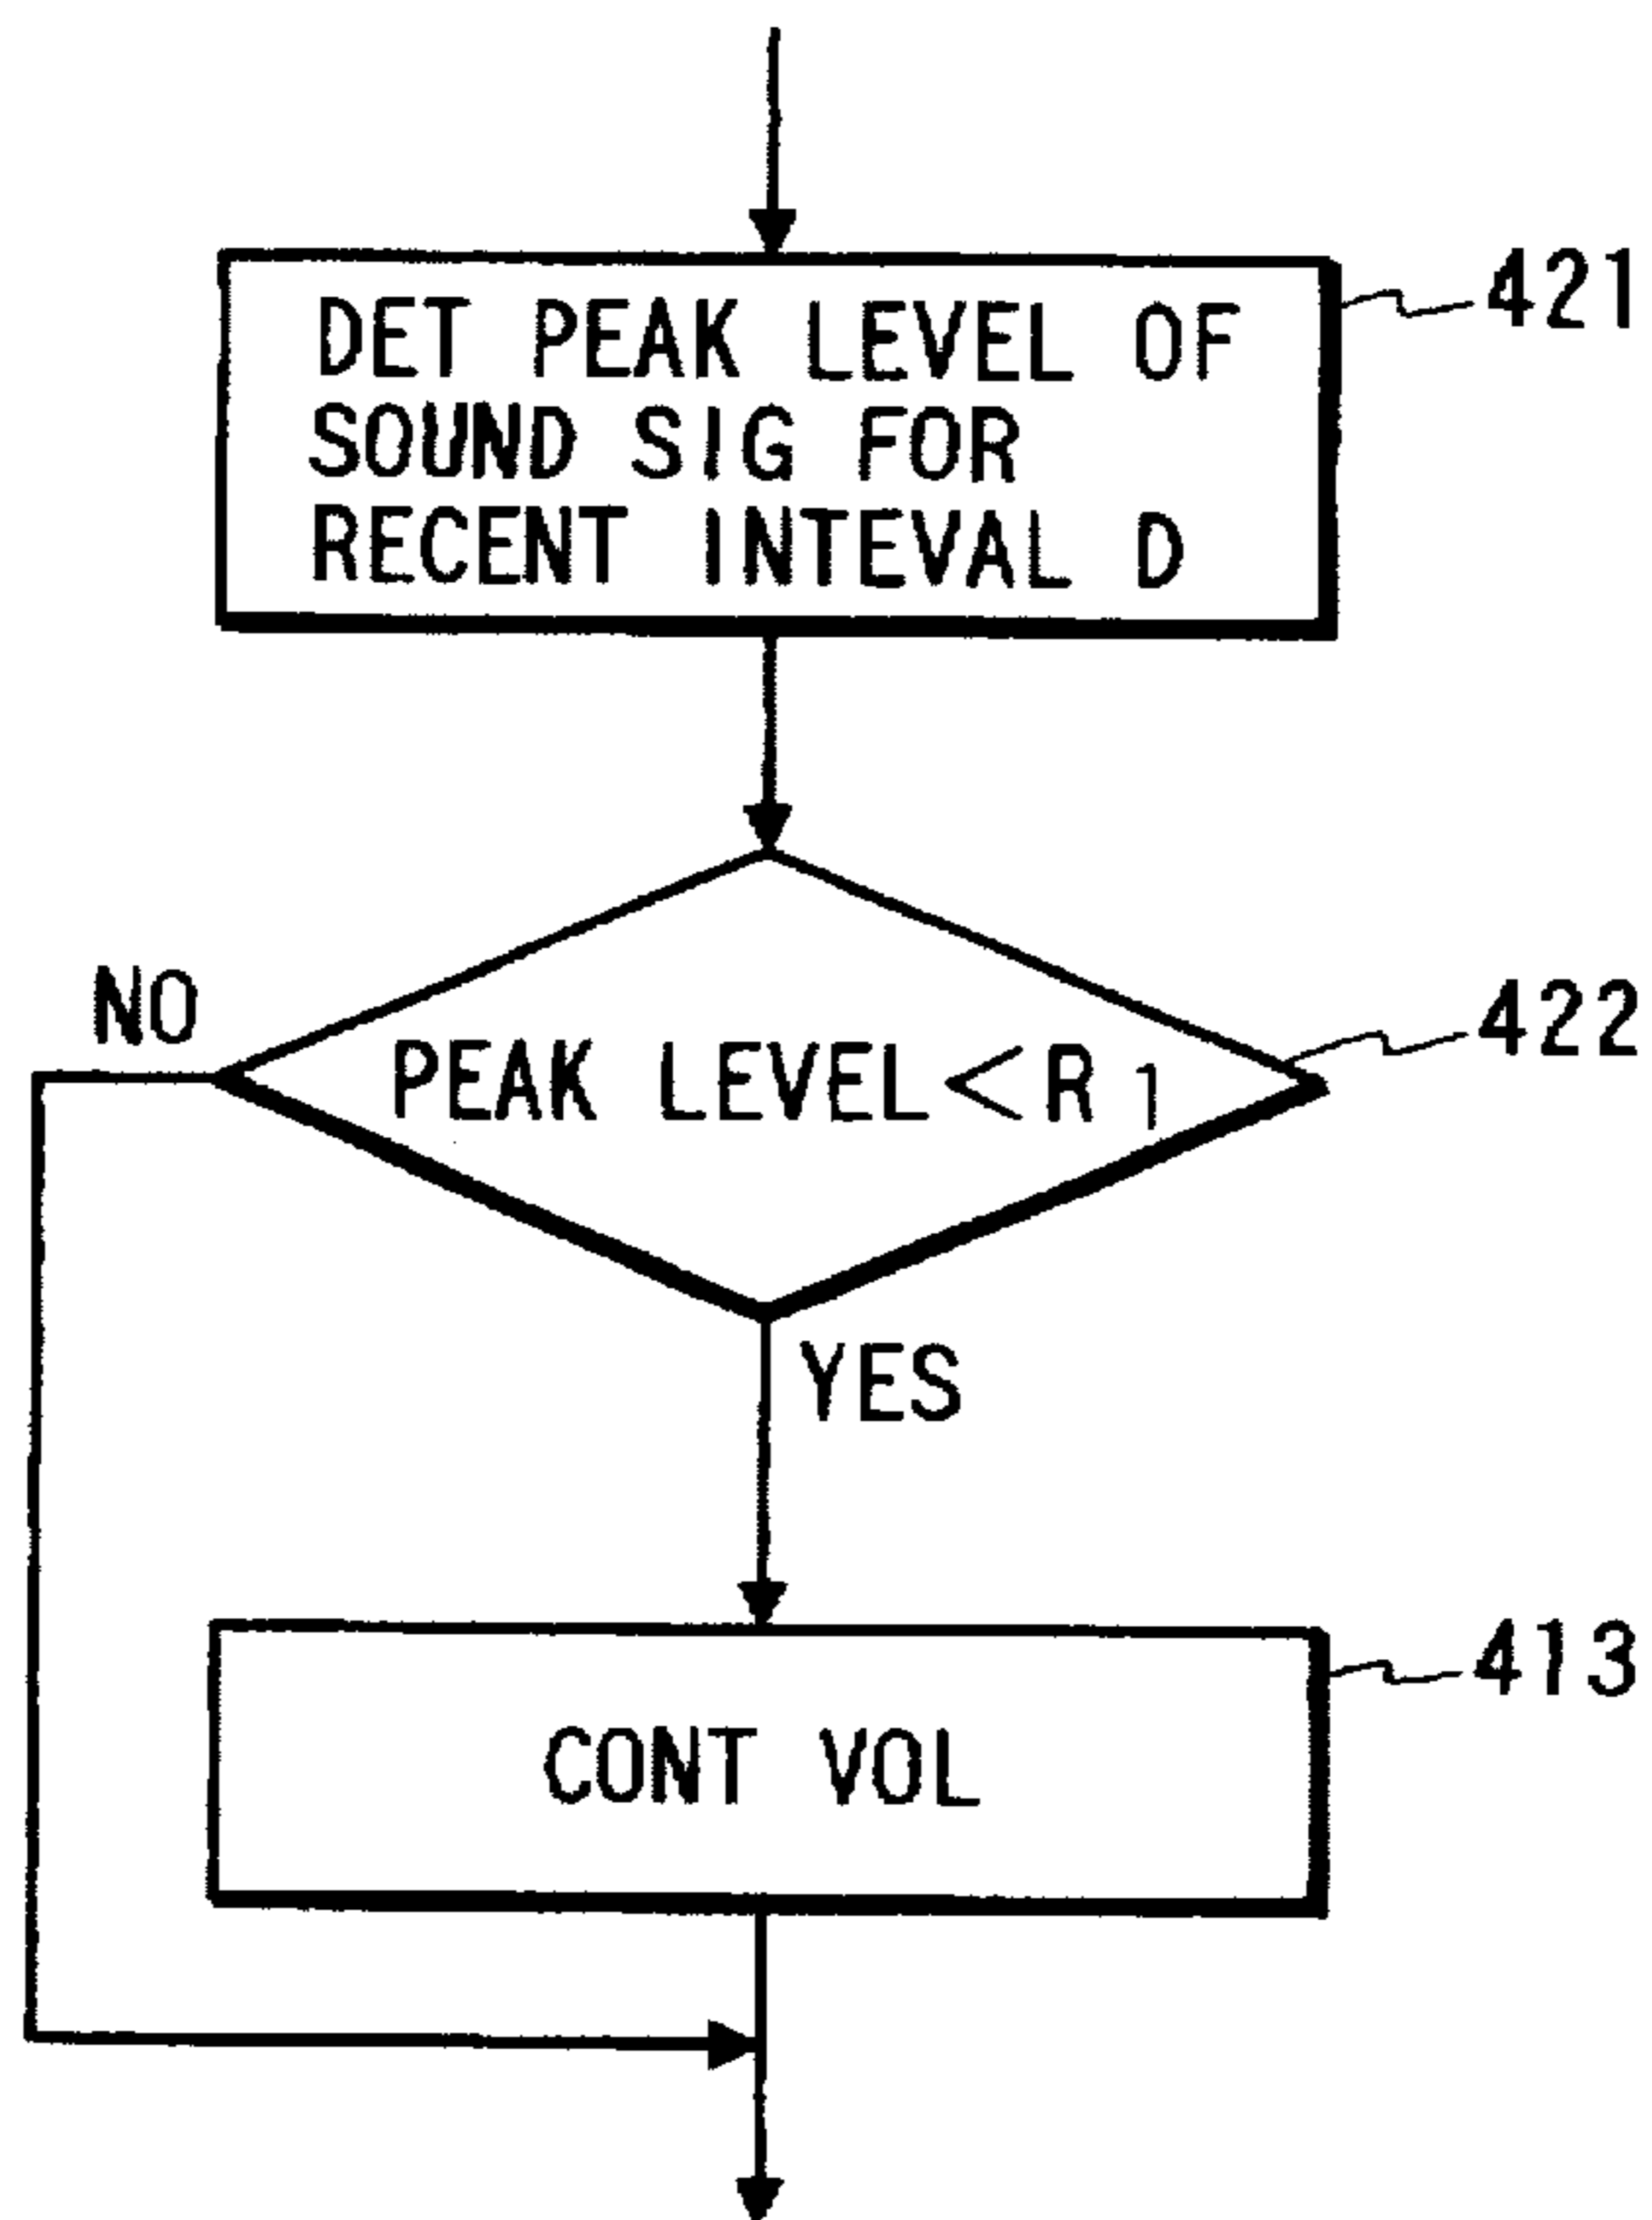 DET PEAK LEVEL OF
SOUND SIG FOR
RECENT INTEVAL D
421
NO
PEAK LEVEL<R1
422
YES
CONT VOL
413